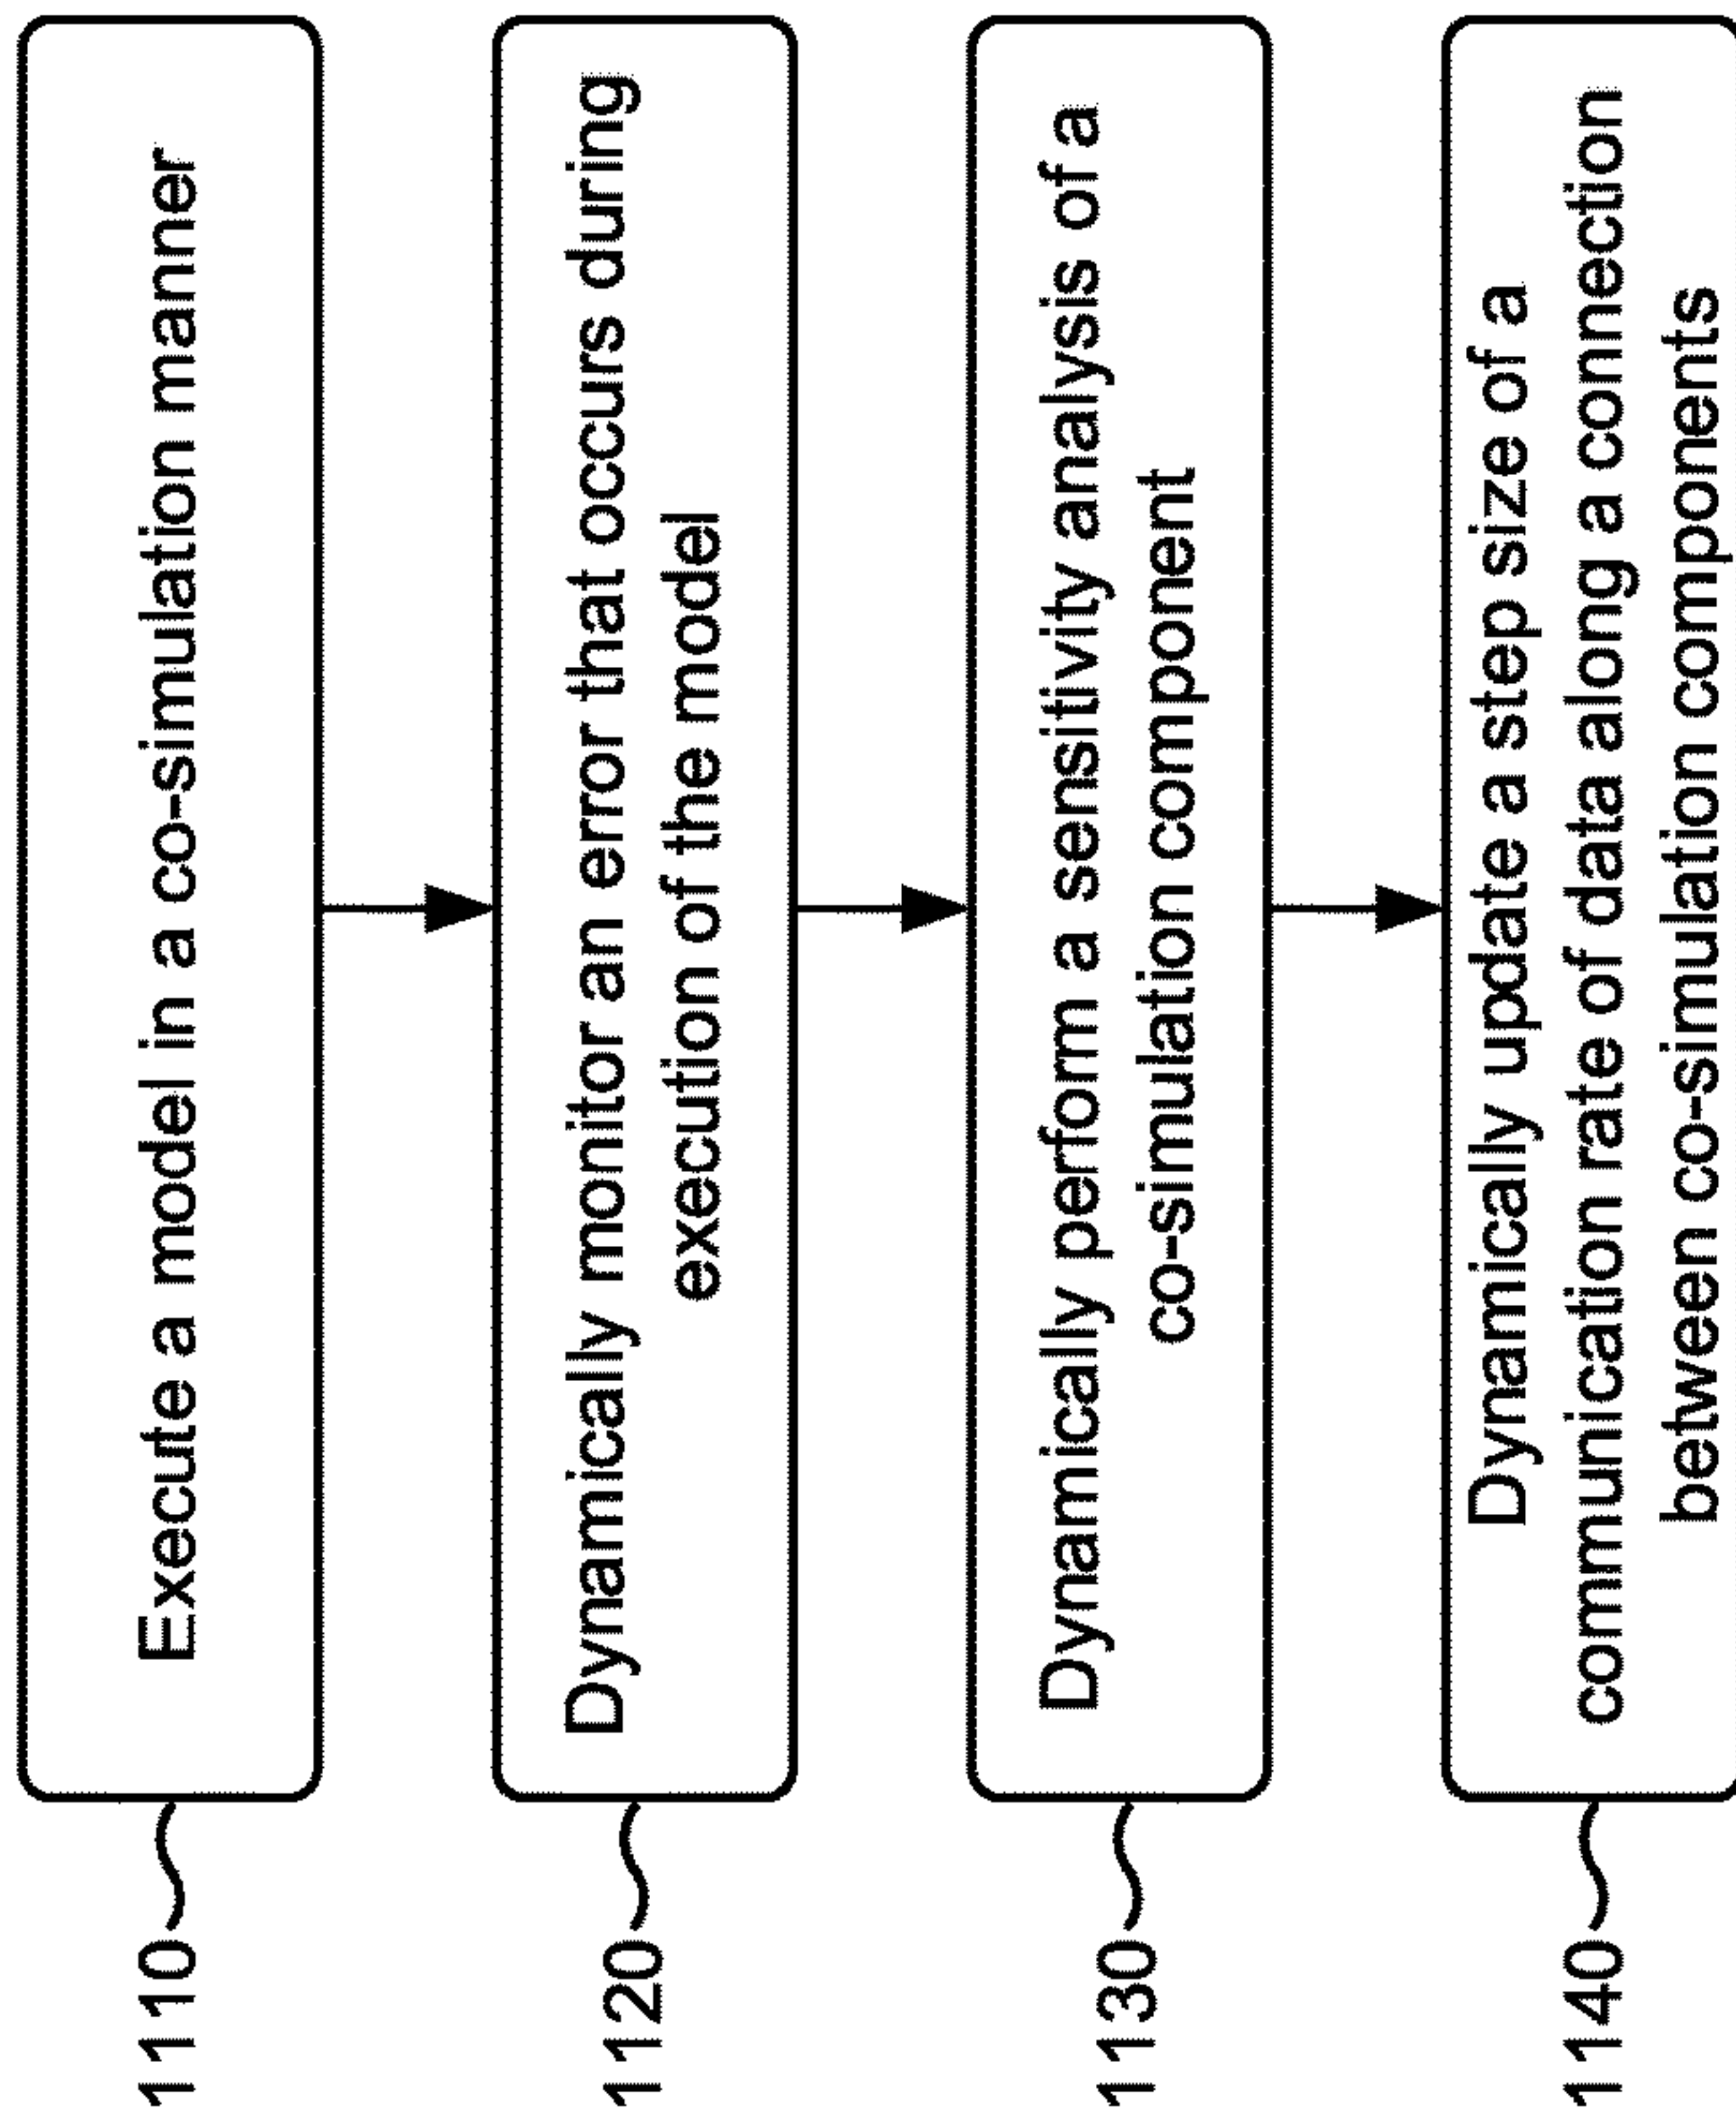 1110
Execute a model in a co-simulation manner
1120
Dynamically monitor an error that occurs during
execution of the model
1130
Dynamically perform a sensitivity analysis of a
co-simulation component
1140
Dynamically update a step size of a
communication rate of data along a connection
between co-simulation components